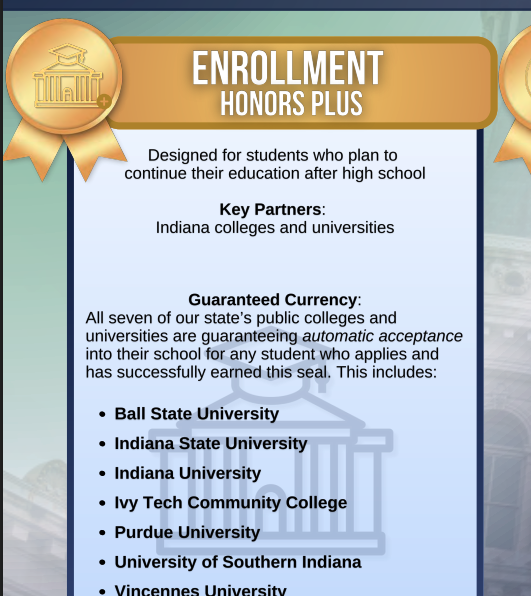 ENROLLMENT
HONORS PLUS
Designed for students who plan to
continue their education after high school
Key Partners:
Indiana colleges and universities
Guaranteed Currency:
All seven of our state's public colleges and
universities are guaranteeing automatic acceptance
into their school for any student who applies and
has successfully earned this seal. This includes:
• Ball State University
• Indiana State University
• Indiana University
• Ivy Tech Community College
• Purdue University
• University of Southern Indiana
• Vincennes University